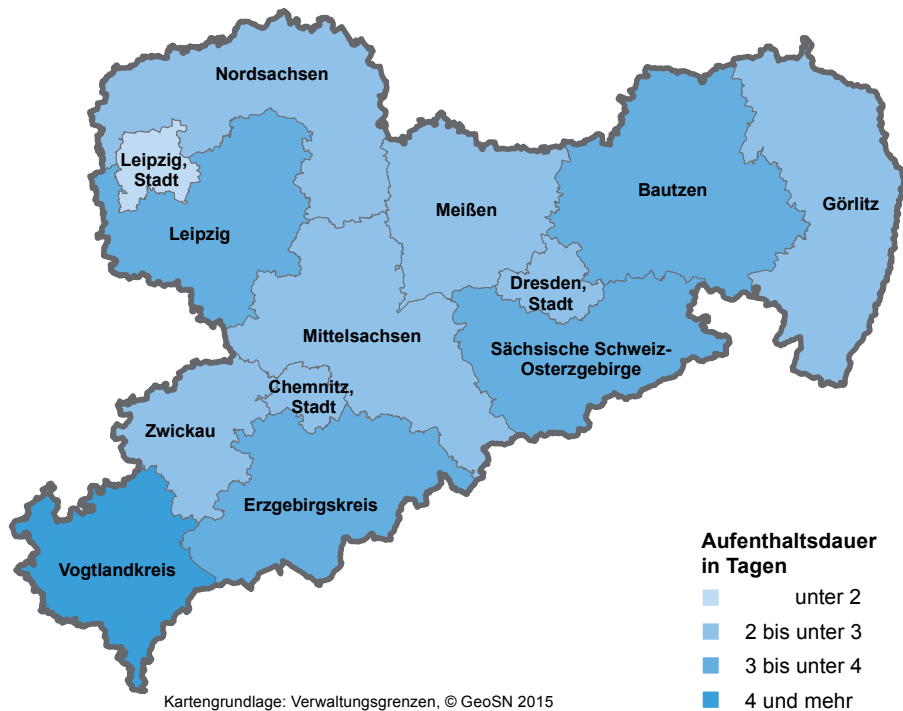 Nordsachsen
Leipzig,
Stadt
Leipzig
Meißen
Bautzen
Görlitz
Dresden,
Stadt
Mittelsachsen
Sächsische Schweiz-
Osterzgebirge
Chemnitz,
Stadt
Zwickau
Erzgebirgskreis
Vogtlandkreis
Aufenthaltsdauer
in Tagen
unter 2
2 bis unter 3
3 bis unter 4
4 und mehr
Kartengrundlage: Verwaltungsgrenzen, © GeoSN 2015